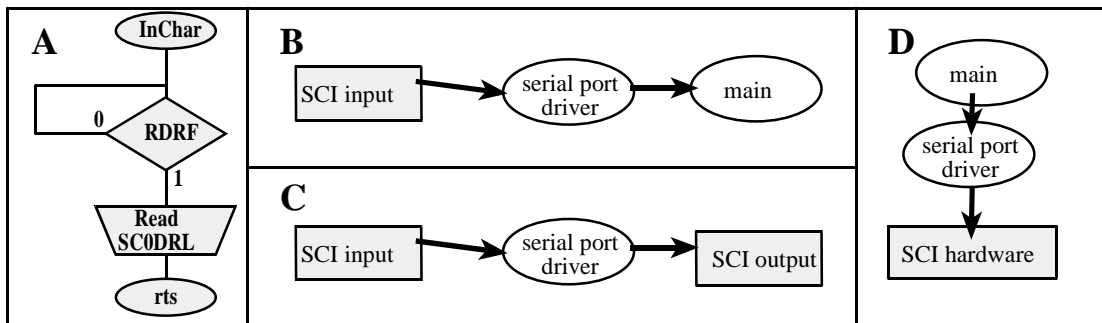 A
InChar
0
RDRF
1
Read
SC0DRL
rts
B
SCI input
serial port
driver
main
C
SCI input
serial port
driver
SCI output
D
main
serial port
driver
SCI hardware